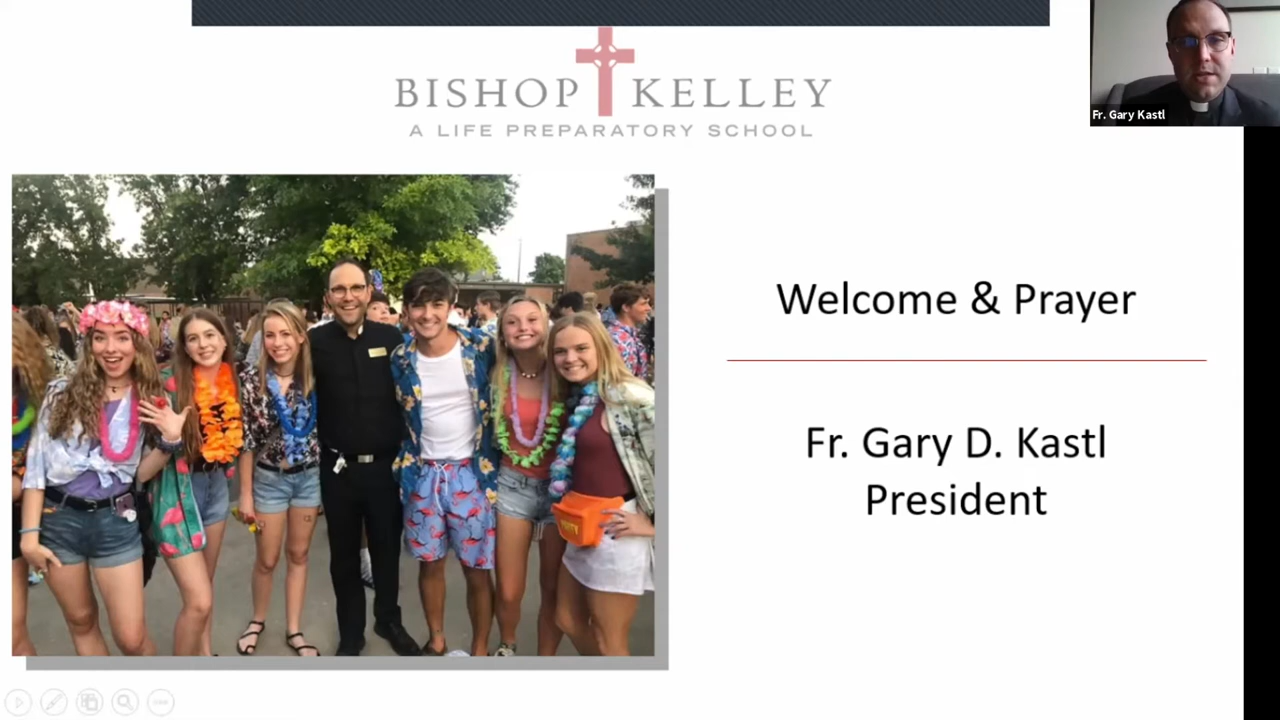 BISHOP KELLEY
A LIFE PREPARATORY SCHOOL
Fr. Gary Kastl
Welcome & Prayer
Fr. Gary D. Kastl
President